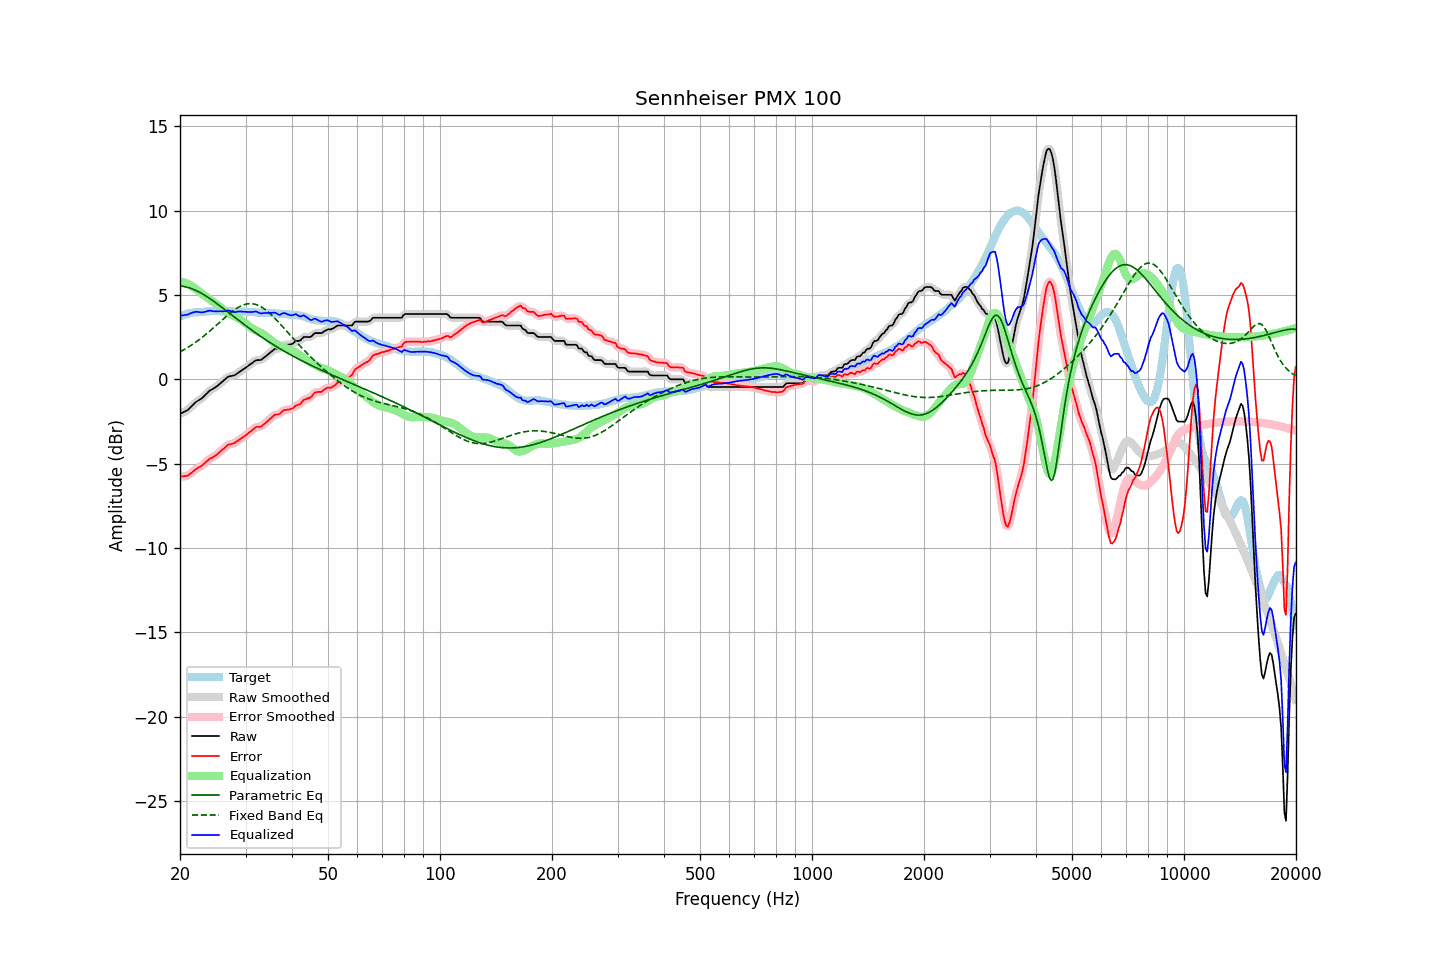 Sennheiser PMX 100
15
10
5
0
−5
−10
−15
−20
−25
Amplitude (dBr)
Target
Raw Smoothed
Error Smoothed
Raw
Error
Equalization
Parametric Eq
Fixed Band Eq
Equalized
20 50 100 200 500 1000 2000 5000 10000 20000
Frequency (Hz)